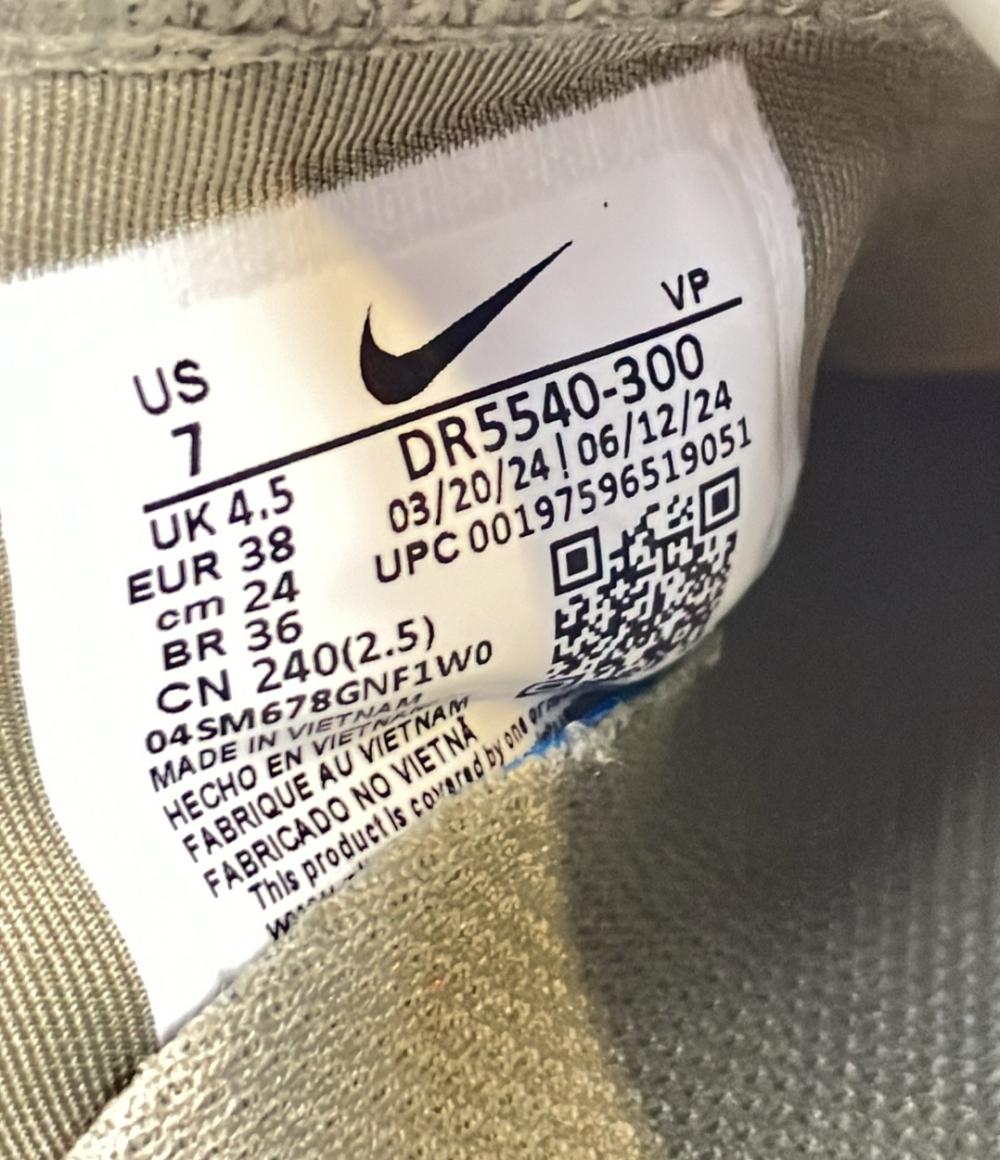 VP
US
7
DR5540-300
03/20/24 | 06/12/24
UPC 00197596519051
UK 4.5
EUR 38
cm 24
BR 36
CN 240(2.5)
04SM678GNF1W0
MADE IN VIETNAM
HECHO EN VIETNAM
FABRIQUE AU VIETNAM
FABRICADO NO VIETNÃ
This product is covered by one or